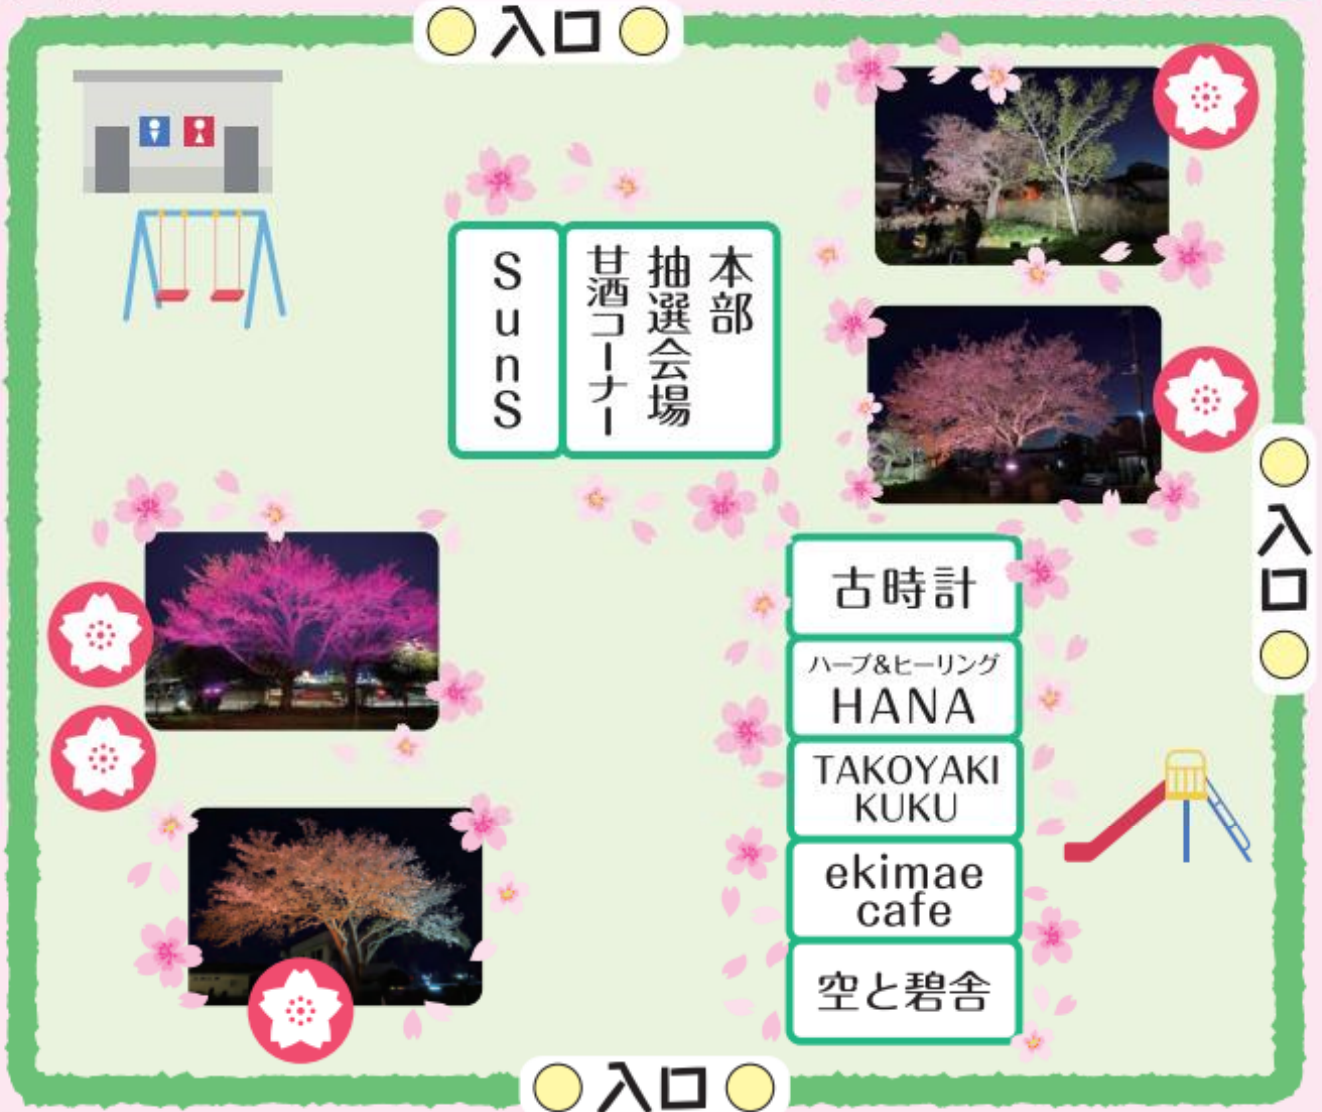 入口
本部
抽選会場
甘酒コーナー
SunS
入口
古時計
ハーブ&ヒーリング
HANA
TAKOYAKI
KUKU
ekimae
cafe
空と碧舎
入口